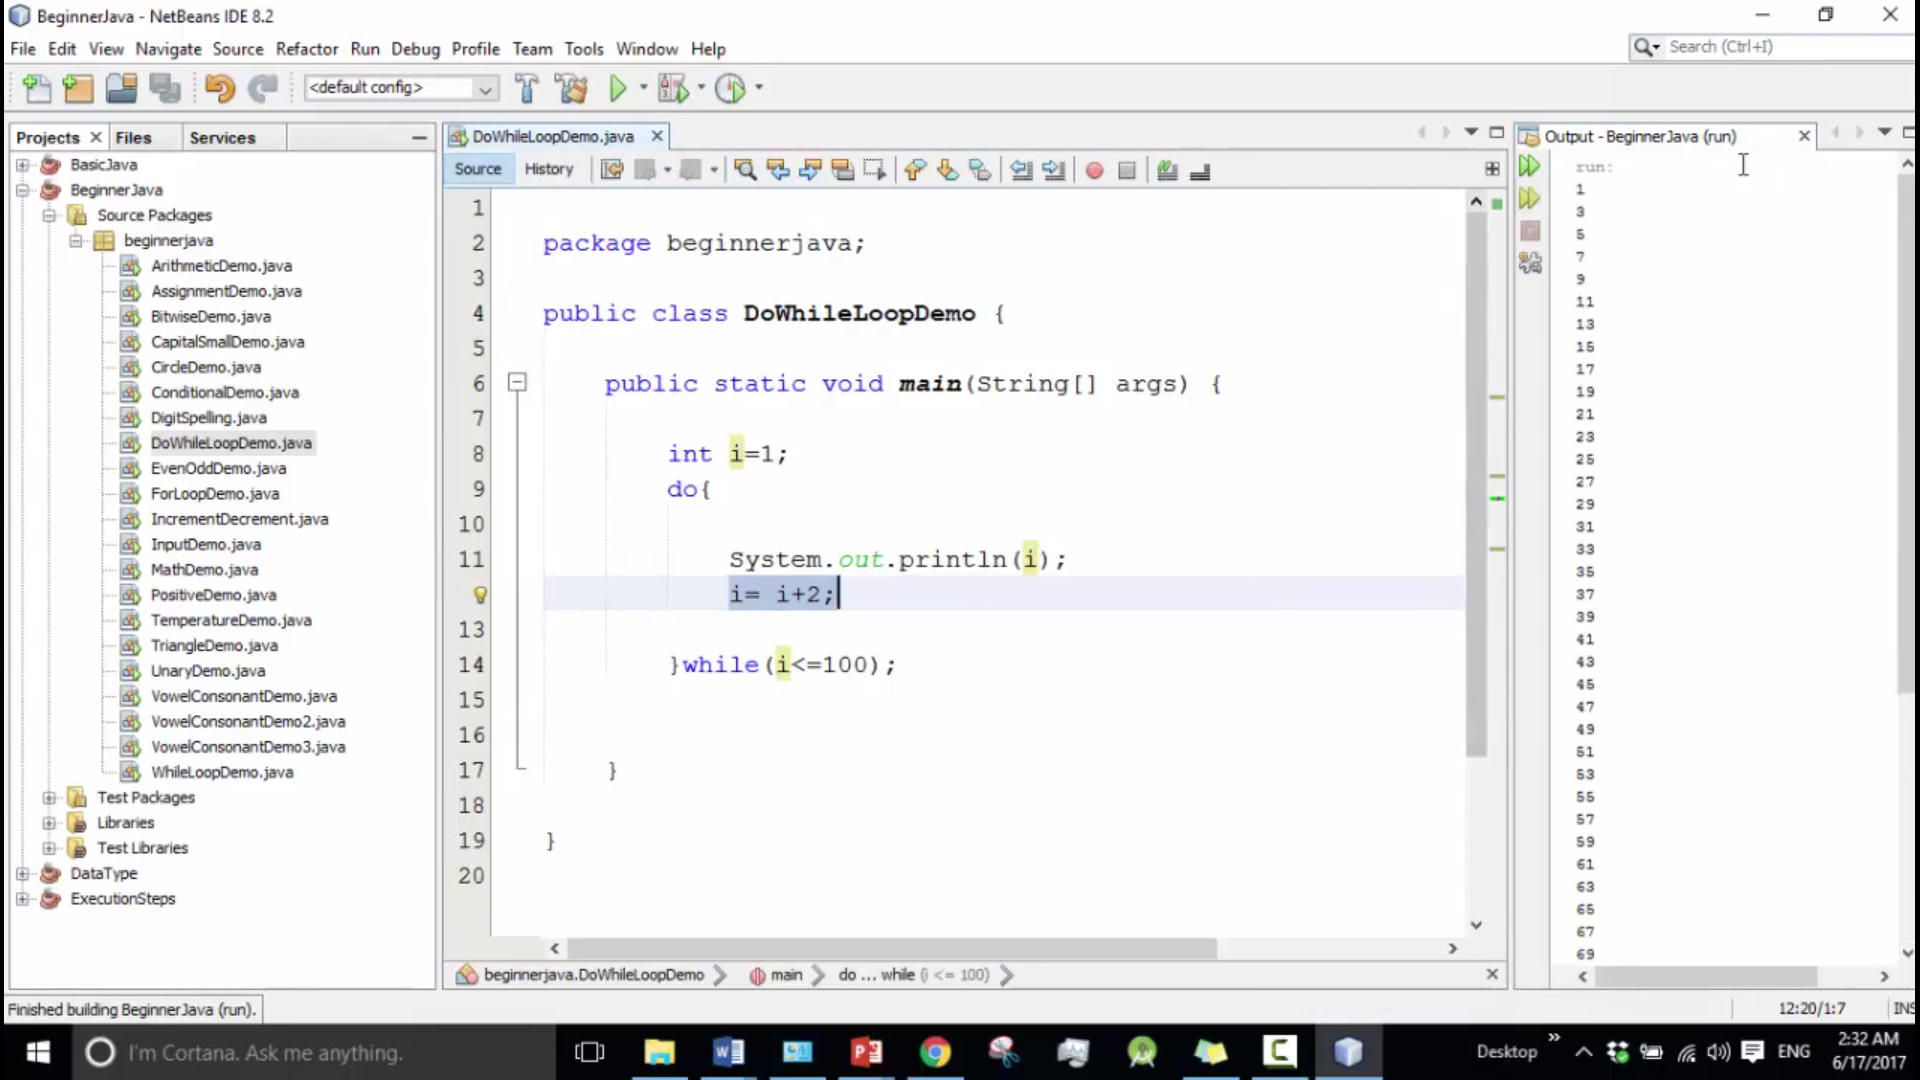 BeginnerJava - NetBeans IDE 8.2
File Edit View Navigate Source Refactor Run Debug Profile Team Tools Window Help
Search (Ctrl+I)
<default config>
Projects Files Services
BasicJava
BeginnerJava
Source Packages
beginnerjava
ArithmeticDemo.java
AssignmentDemo.java
BitwiseDemo.java
CapitalSmallDemo.java
CircleDemo.java
ConditionalDemo.java
DigitSpelling.java
DoWhileLoopDemo.java
EvenOddDemo.java
ForLoopDemo.java
IncrementDecrement.java
InputDemo.java
MathDemo.java
PositiveDemo.java
TemperatureDemo.java
TriangleDemo.java
UnaryDemo.java
VowelConsonantDemo.java
VowelConsonantDemo2.java
VowelConsonantDemo3.java
WhileLoopDemo.java
Test Packages
Libraries
Test Libraries
DataType
ExecutionSteps
DoWhileLoopDemo.java
Source History
1
2 package beginnerjava;
3
4 public class DoWhileLoopDemo {
5
6 public static void main(String[] args) {
7
8 int i=1;
9 do{
10
11 System.out.println(i);
i= i+2;
13
14 }while(i<=100);
15
16
17 }
18
19 }
20
beginnerjava.DoWhileLoopDemo main do ... while (i <= 100)
Output - BeginnerJava (run)
run:
1
3
5
7
9
11
13
15
17
19
21
23
25
27
29
31
33
35
37
39
41
43
45
47
49
51
53
55
57
59
61
63
65
67
69
Finished building BeginnerJava (run).
12:20/1:7 INS
I'm Cortana. Ask me anything.
Desktop ENG
2:32 AM
6/17/2017